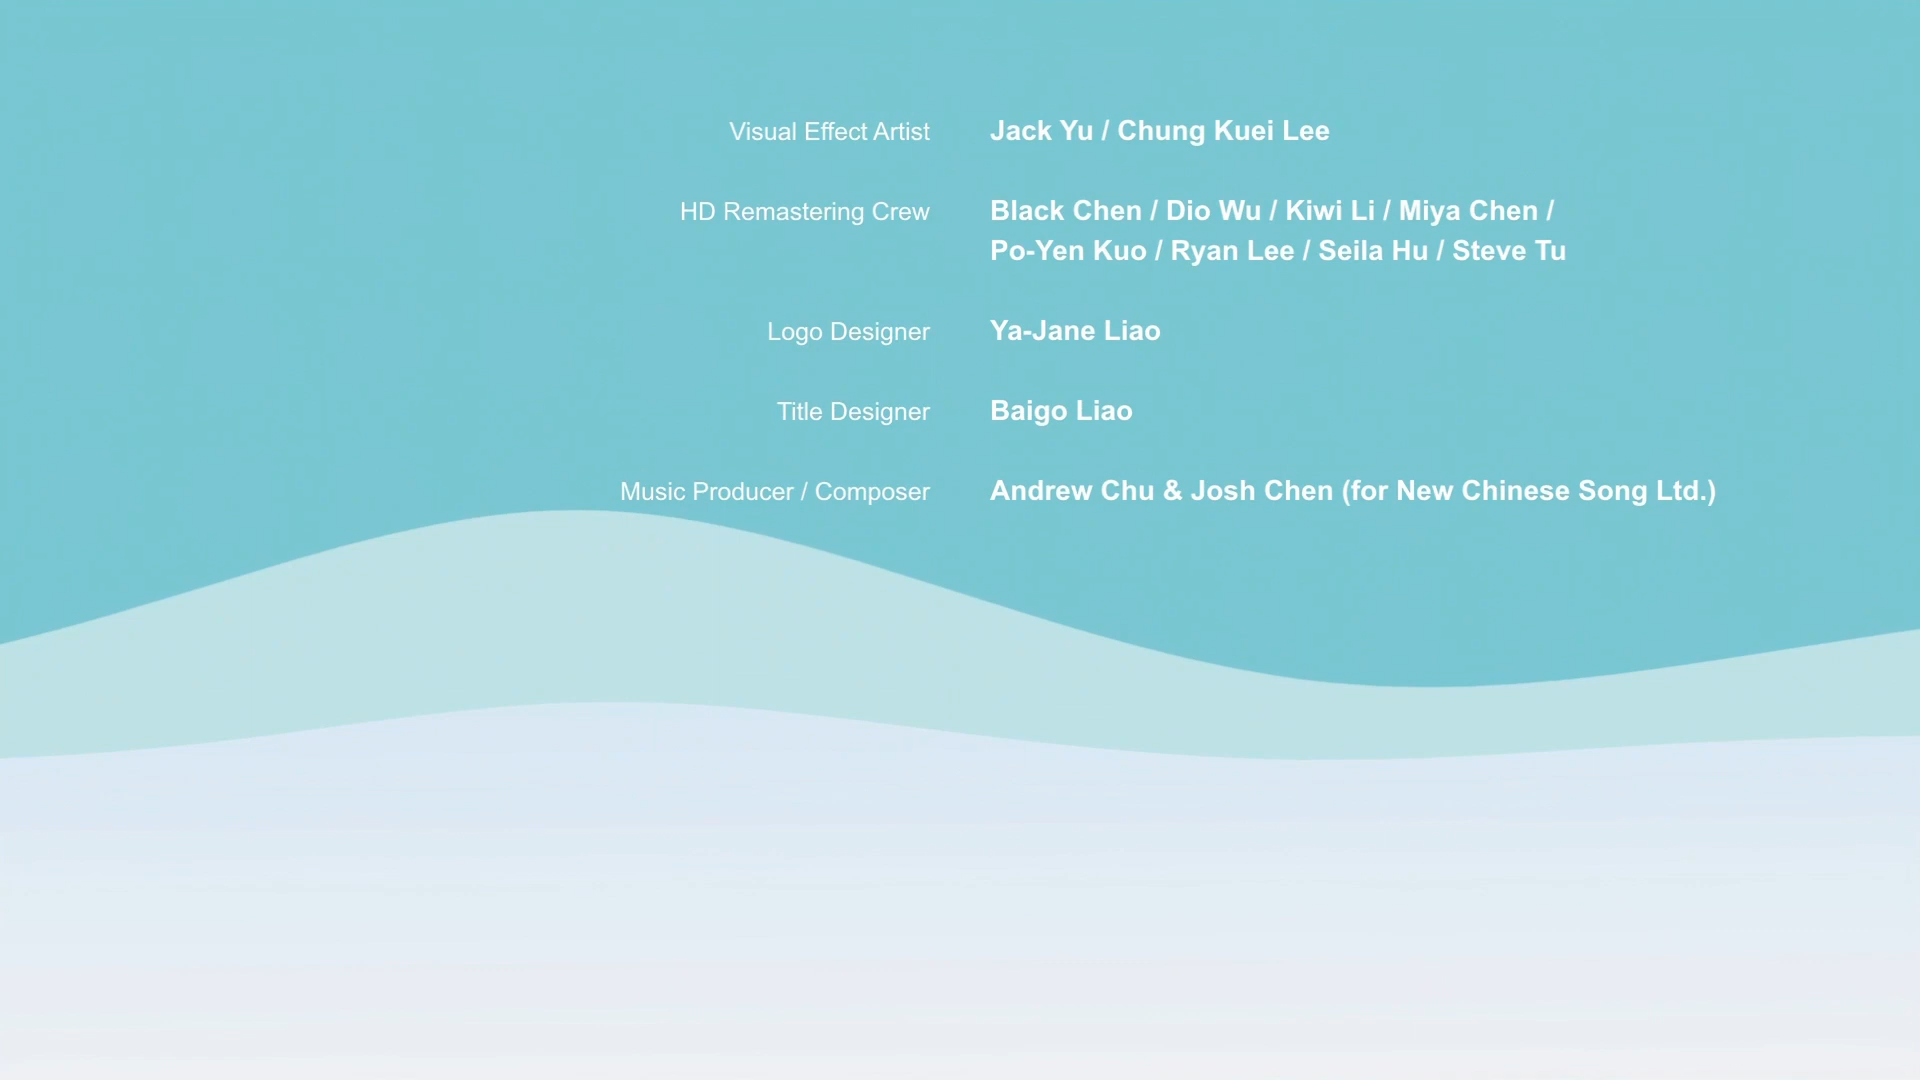 Visual Effect Artist Jack Yu / Chung Kuei Lee
HD Remastering Crew Black Chen / Dio Wu / Kiwi Li / Miya Chen /
Po-Yen Kuo / Ryan Lee / Seila Hu / Steve Tu
Logo Designer Ya-Jane Liao
Title Designer Baigo Liao
Music Producer / Composer Andrew Chu & Josh Chen (for New Chinese Song Ltd.)